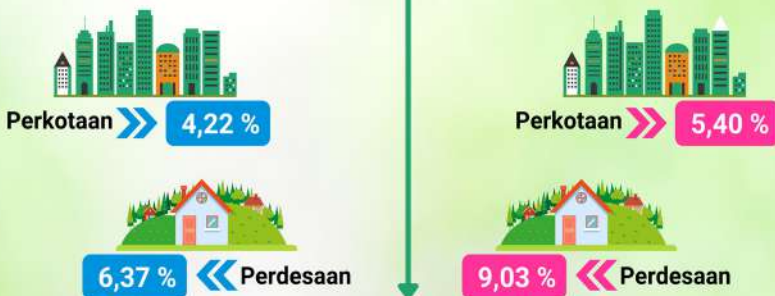 Perkotaan 4,22 %
Perkotaan 5,40 %
6,37 % Perdesaan
9,03 % Perdesaan